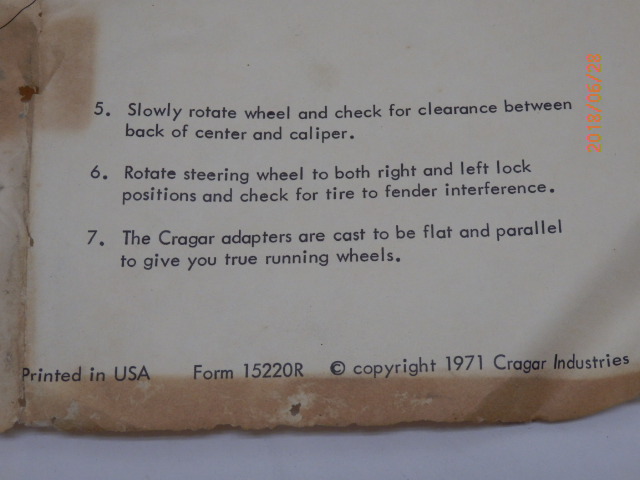 5. Slowly rotate wheel and check for clearance between
back of center and caliper.
6. Rotate steering wheel to both right and left lock
positions and check for tire to fender interference.
7. The Cragar adapters are cast to be flat and parallel
to give you true running wheels.
Printed in USA Form 15220R © copyright 1971 Cragar Industries
2018/06/28